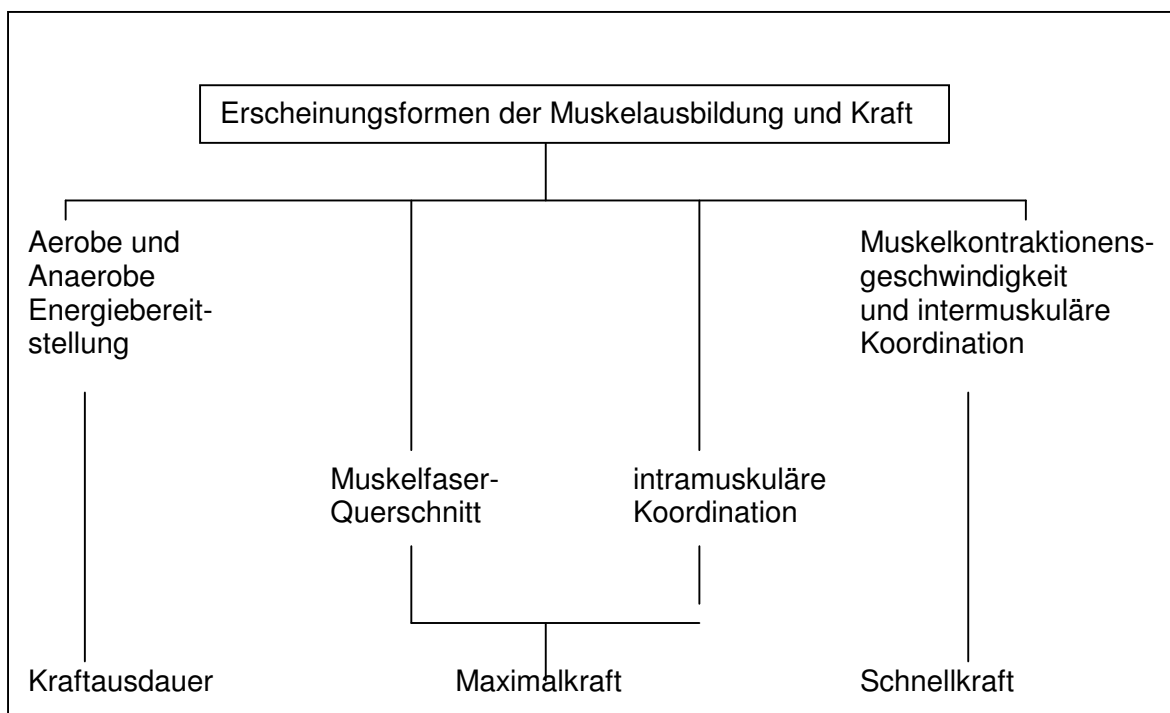 Erscheinungsformen der Muskelausbildung und Kraft
Aerobe und
Anaerobe
Energiebereit-
stellung
Muskelkontraktionens-
geschwindigkeit
und intermuskuläre
Koordination
Muskelfaser-
Querschnitt
intramuskuläre
Koordination
Kraftausdauer
Maximalkraft
Schnellkraft